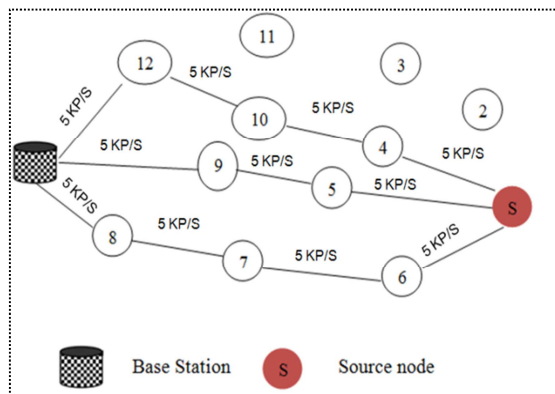 11
12
3
5 KP/S
5 KP/S
2
10
5 KP/S
4
5 KP/S
5 KP/S
9
5 KP/S
5
5 KP/S
S
5 KP/S
8
5 KP/S
7
5 KP/S
6
5 KP/S
Base Station
S
Source node